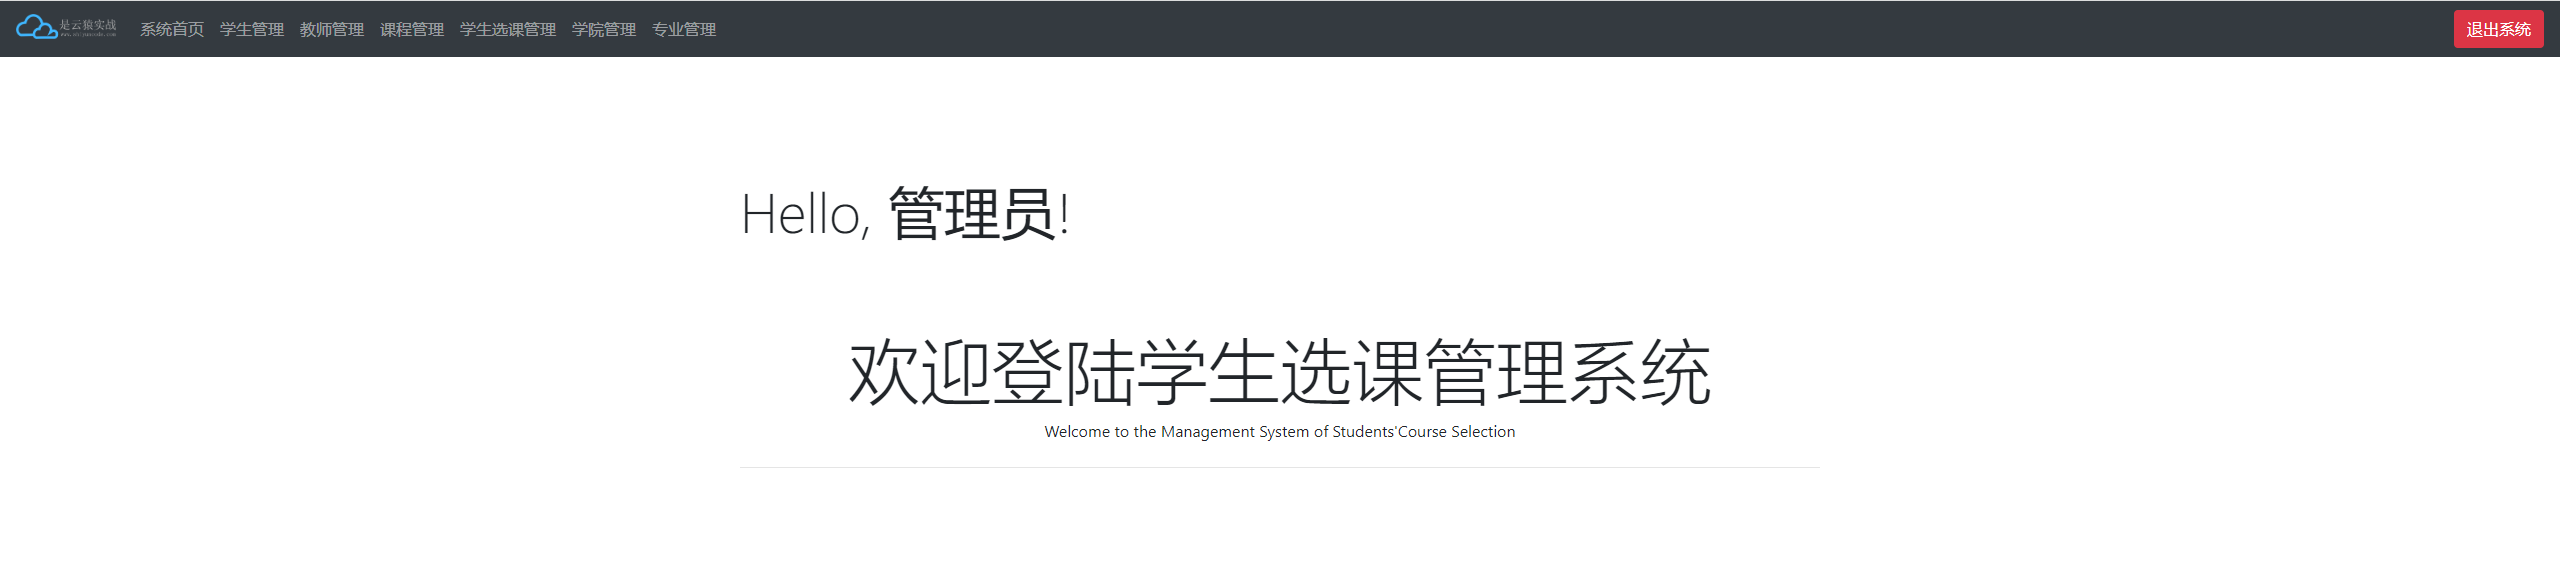 是云猿实战
系统首页 学生管理 教师管理 课程管理 学生选课管理 学院管理 专业管理 退出系统
Hello, 管理员!
欢迎登陆学生选课管理系统
Welcome to the Management System of Students'Course Selection